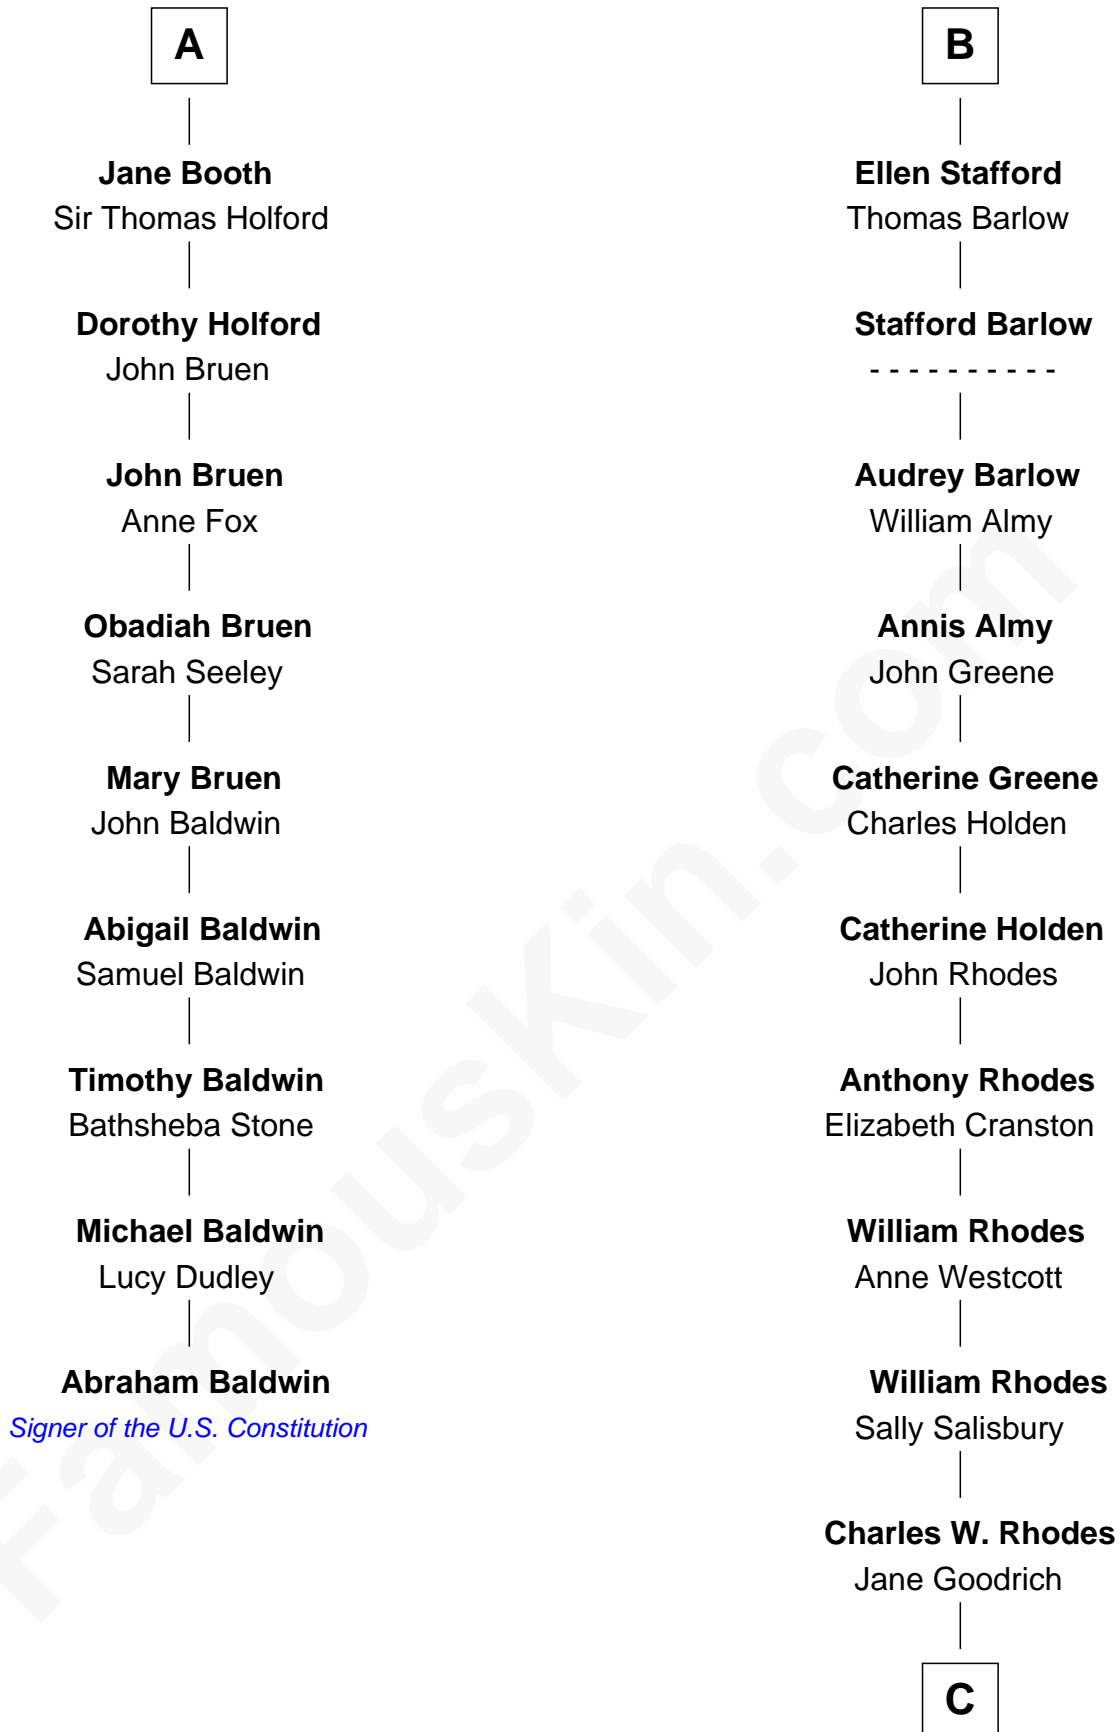 A
Jane Booth
Sir Thomas Holford
Dorothy Holford
John Bruen
John Bruen
Anne Fox
Obadiah Bruen
Sarah Seeley
Mary Bruen
John Baldwin
Abigail Baldwin
Samuel Baldwin
Timothy Baldwin
Bathsheba Stone
Michael Baldwin
Lucy Dudley
Abraham Baldwin
Signer of the U.S. Constitution
B
Ellen Stafford
Thomas Barlow
Stafford Barlow
- - - - - - - - - -
Audrey Barlow
William Almy
Annis Almy
John Greene
Catherine Greene
Charles Holden
Catherine Holden
John Rhodes
Anthony Rhodes
Elizabeth Cranston
William Rhodes
Anne Westcott
William Rhodes
Sally Salisbury
Charles W. Rhodes
Jane Goodrich
C
FamousKin.com